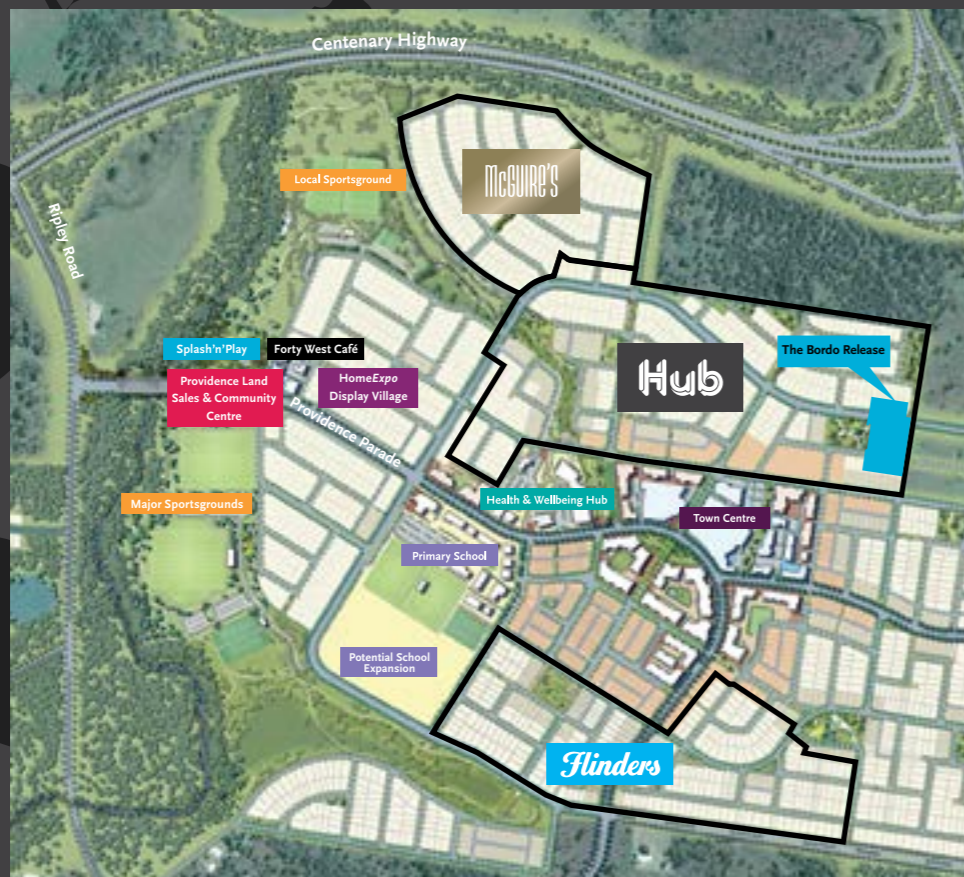 Centenary Highway
McGUIRE'S
Local Sportsground
Ripley Road
Splash'n'Play
Forty West Café
The Bordo Release
Providence Land
Sales & Community
Centre
HomeExpo
Display Village
Hub
Providence Parade
Major Sportsgrounds
Health & Wellbeing Hub
Town Centre
Primary School
Potential School
Expansion
Flinders